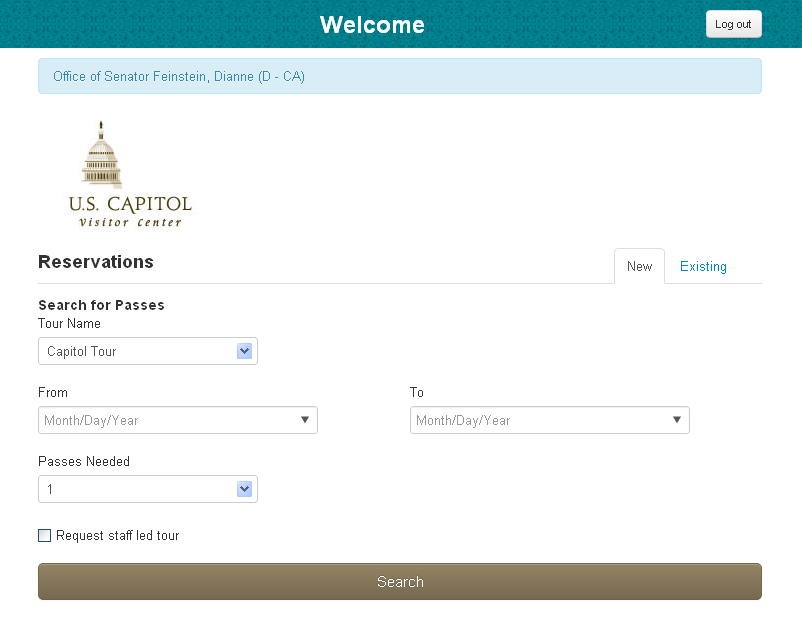 Welcome
Log out
Office of Senator Feinstein, Dianne (D - CA)
U.S. CAPITOL
Visitor Center
Reservations
New
Existing
Search for Passes
Tour Name
Capitol Tour
From
To
Month/Day/Year
Month/Day/Year
Passes Needed
1
Request staff led tour
Search